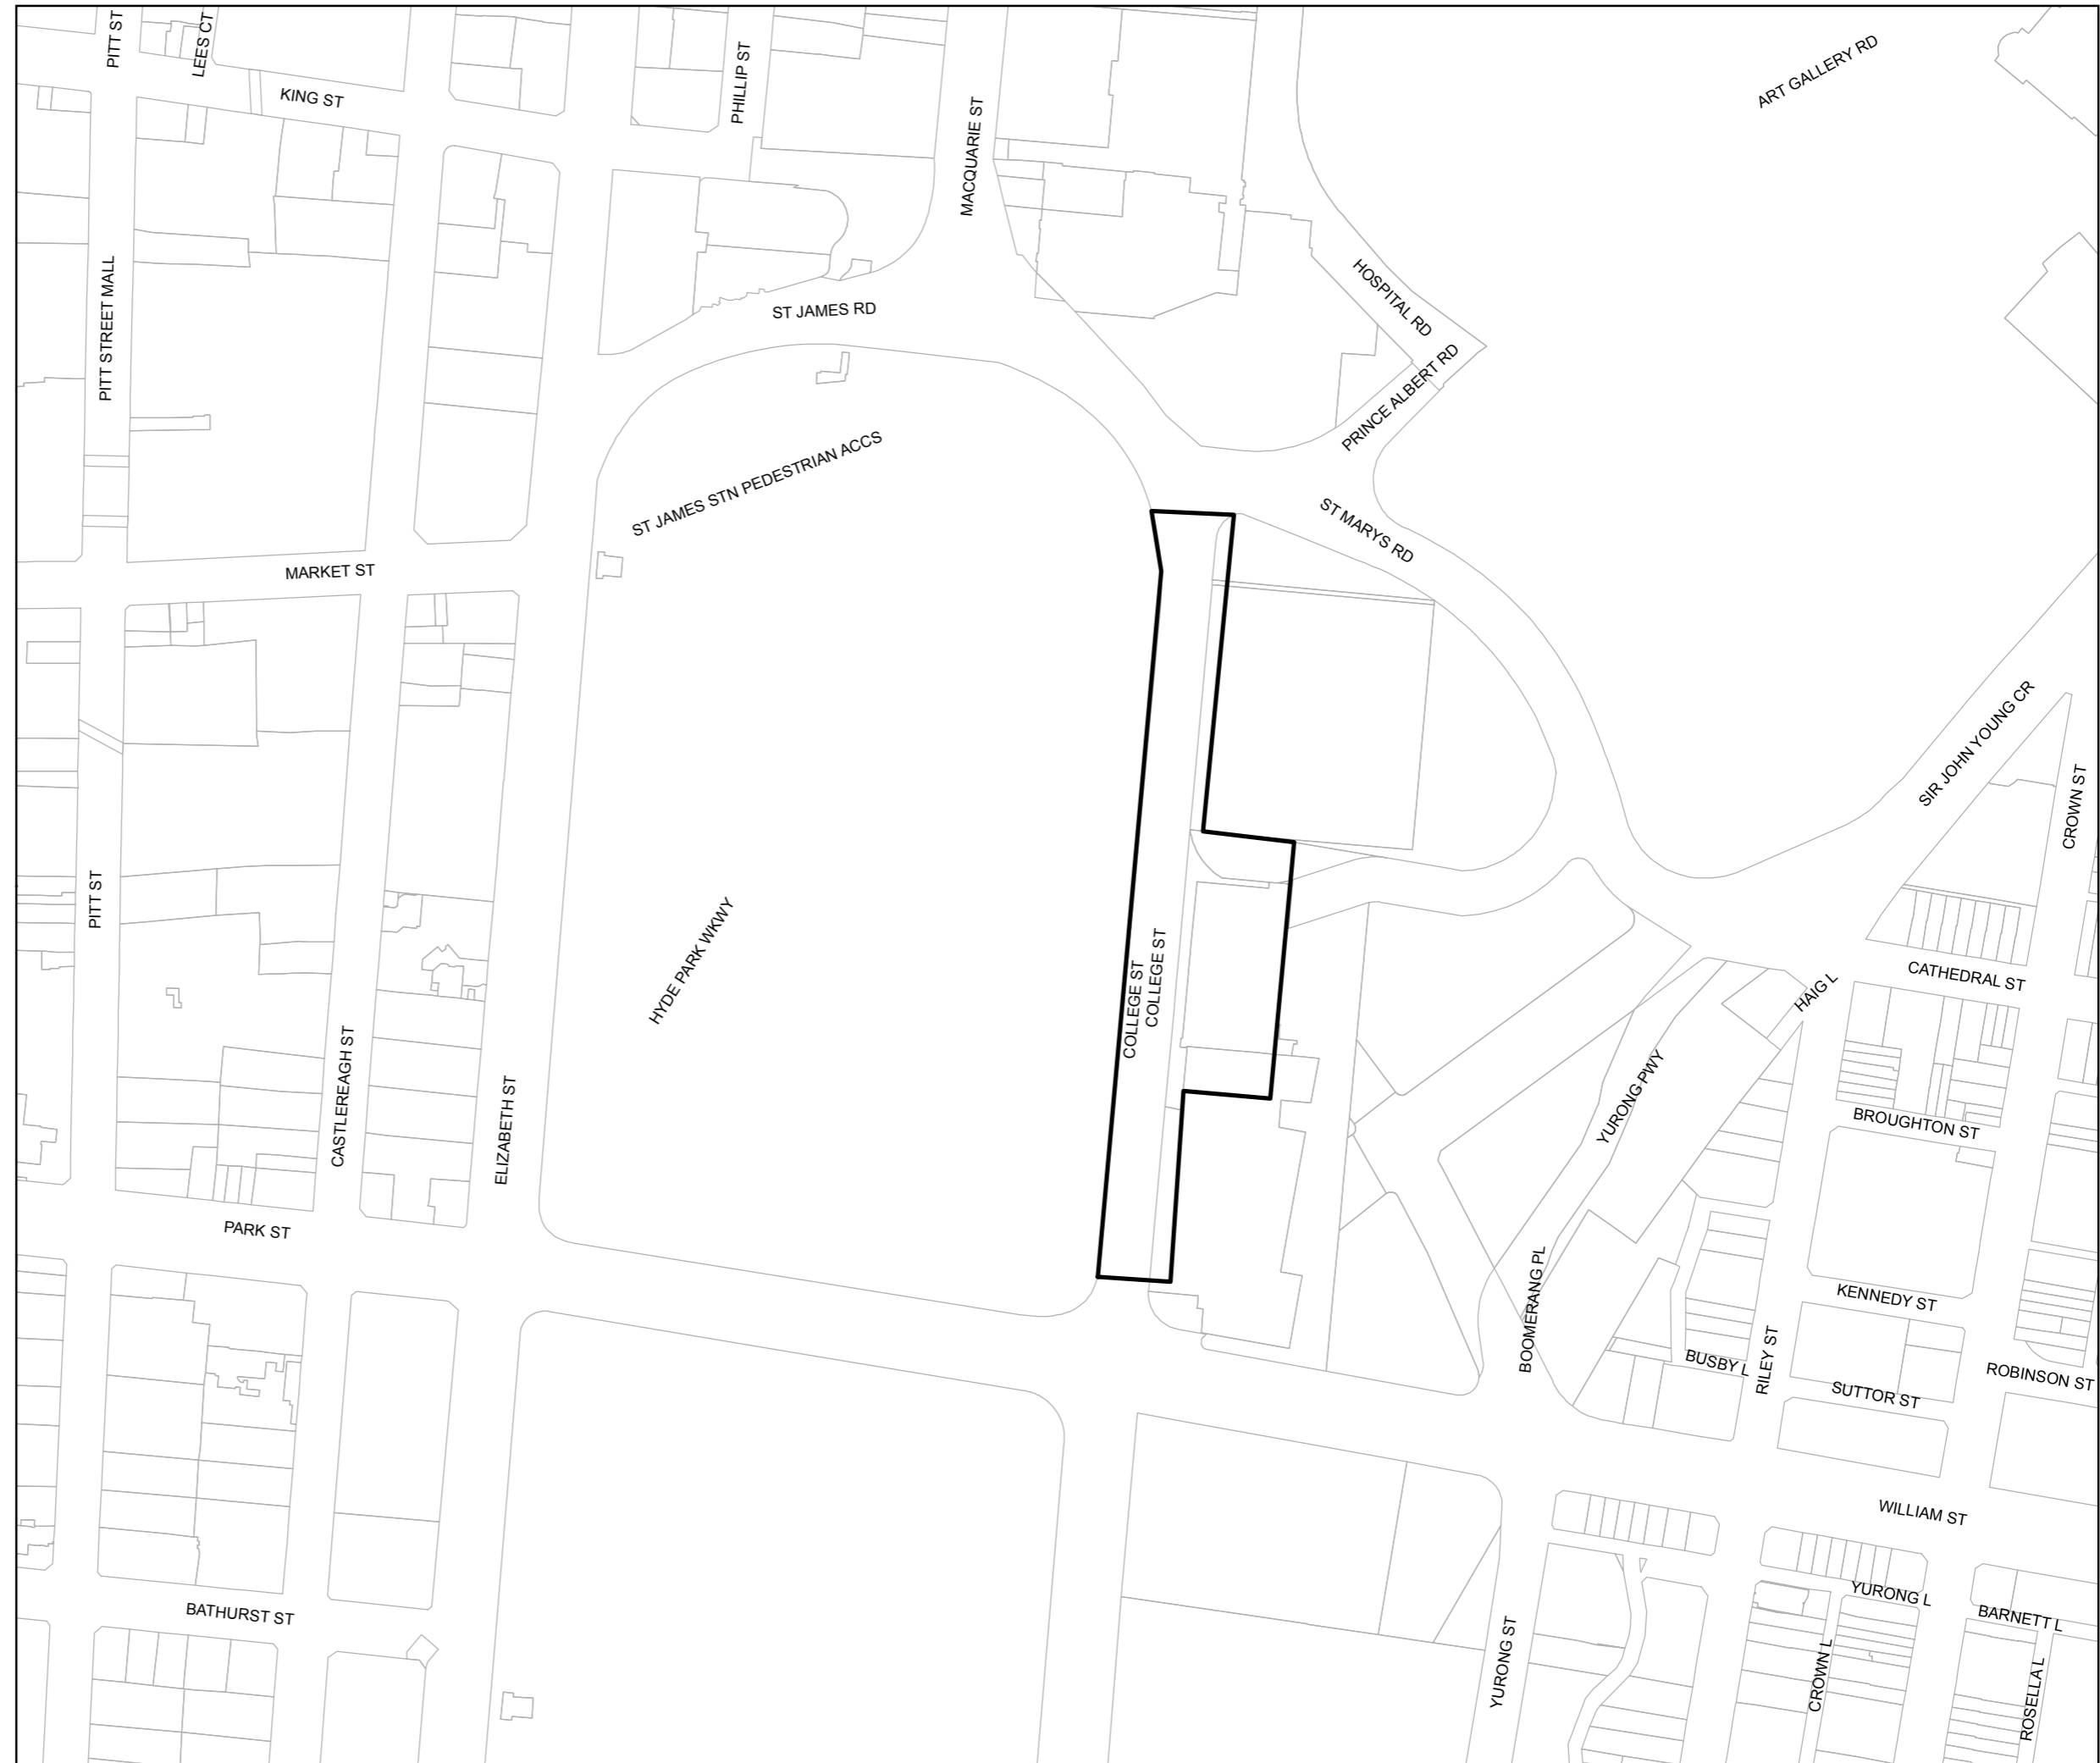 PITT ST
LEES CT
KING ST
PHILLIP ST
MACQUARIE ST
ART GALLERY RD
PITT STREET MALL
ST JAMES RD
HOSPITAL RD
PRINCE ALBERT RD
ST JAMES STN PEDESTRIAN ACCS
ST MARYS RD
MARKET ST
SIR JOHN YOUNG CR
CROWN ST
PITT ST
HYDE PARK WKWY
COLLEGE ST
COLLEGE ST
CATHEDRAL ST
HAIG L
CASTLEREAGH ST
ELIZABETH ST
YURONG PWY
BROUGHTON ST
PARK ST
BOOMERANG PL
KENNEDY ST
BUSBY L
RILEY ST
ROBINSON ST
SUTTOR ST
WILLIAM ST
BATHURST ST
YURONG L
BARNETT L
YURONG ST
CROWN L
ROSELLA L